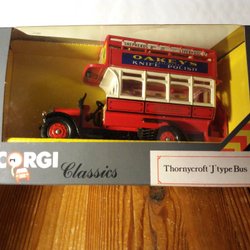 OAKEY'S
KNIFE POLISH
CORGI
Classics
Thornycroft 'J' type Bus